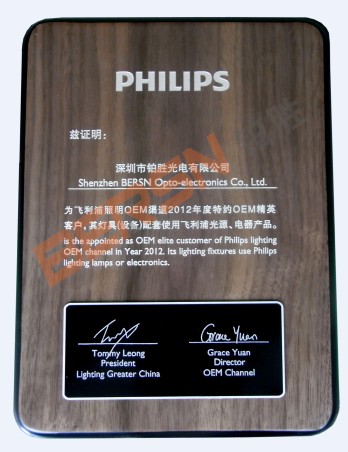 PHILIPS
兹证明：
深圳市铂胜光电有限公司
Shenzhen BERSN Opto-electronics Co., Ltd.
为飞利浦照明OEM渠道2012年度特约OEM精英
客户，其灯具(设备)配套使用飞利浦光源、电器产品。
is the appointed as OEM elite customer of Philips lighting
OEM channel in Year 2012. Its lighting fixtures use Philips
lighting lamps or electronics.
Tommy Leong
President
Lighting Greater China
Grace Yuen
Grace Yuan
Director
OEM Channel
BERSN